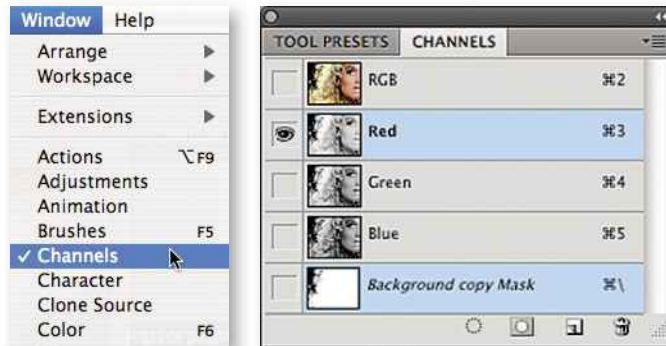 Window Help
Arrange
Workspace
Extensions
Actions ⌥F9
Adjustments
Animation
Brushes F5
✓ Channels
Character
Clone Source
Color F6
TOOL PRESETS CHANNELS
RGB ⌘2
Red ⌘3
Green ⌘4
Blue ⌘5
Background copy Mask ⌘\